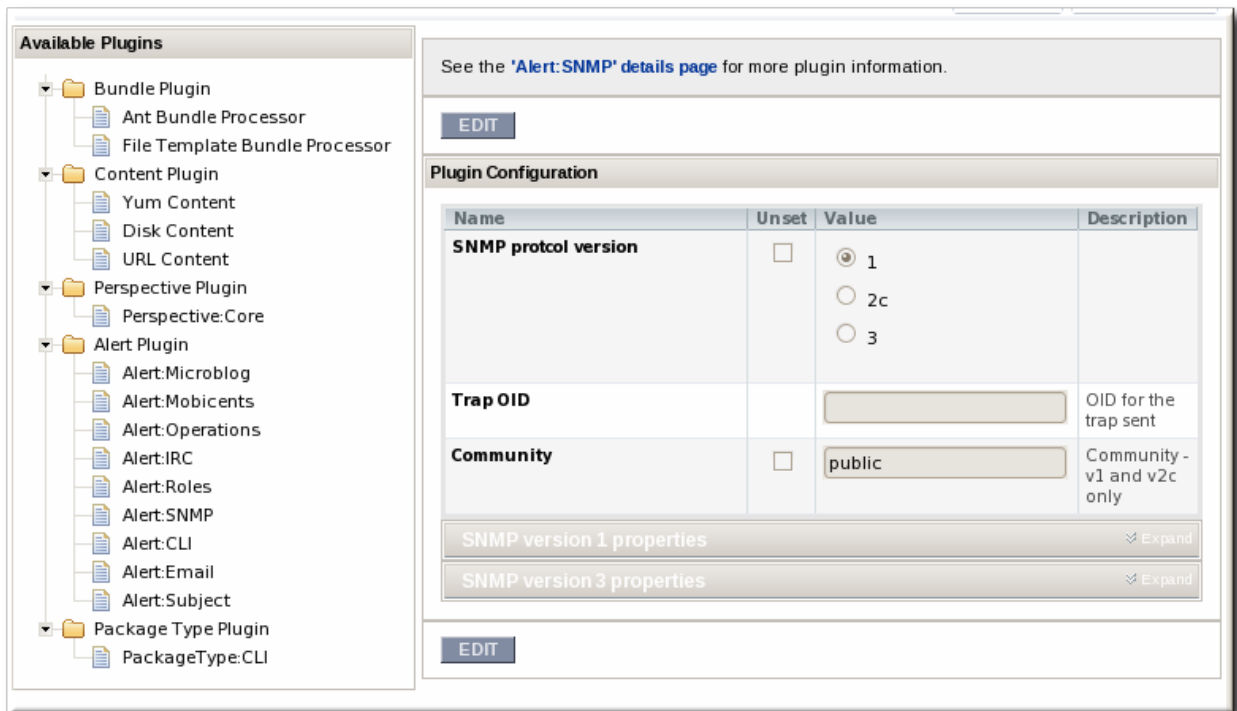 Available Plugins
Bundle Plugin
Ant Bundle Processor
File Template Bundle Processor
Content Plugin
Yum Content
Disk Content
URL Content
Perspective Plugin
Perspective:Core
Alert Plugin
Alert:Microblog
Alert:Mobicents
Alert:Operations
Alert:IRC
Alert:Roles
Alert:SNMP
Alert:CLI
Alert:Email
Alert:Subject
Package Type Plugin
PackageType:CLI
See the 'Alert:SNMP' details page for more plugin information.
EDIT
Plugin Configuration
Name Unset Value Description
SNMP protcol version
1
2c
3
Trap OID
OID for the
trap sent
Community
public
Community -
v1 and v2c
only
SNMP version 1 properties Expand
SNMP version 3 properties Expand
EDIT